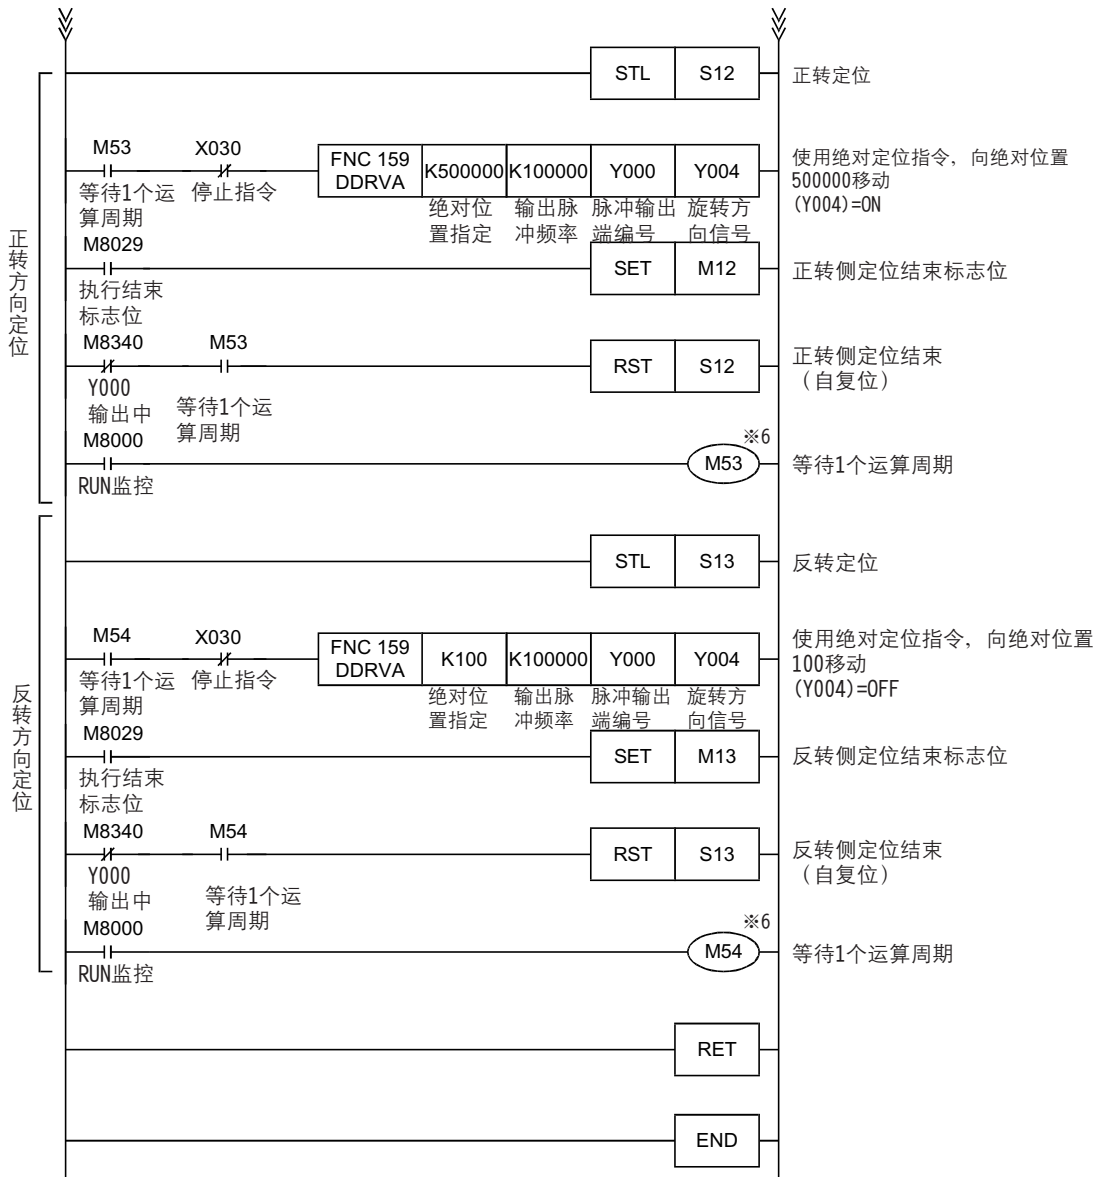 STL S12 正转定位
M53 X030
FNC 159 DDRVA K500000 K100000 Y000 Y004
等待1个运算周期 停止指令
绝对位置指定 输出脉冲频率 脉冲输出端编号 旋转方向信号
使用绝对定位指令，向绝对位置
500000移动
(Y004)=ON
正转方向定位
M8029
SET M12 正转侧定位结束标志位
执行结束
标志位
M8340 M53
RST S12 正转侧定位结束
（自复位）
Y000
输出中
等待1个运
算周期
M8000
※6
M53 等待1个运算周期
RUN监控
STL S13 反转定位
M54 X030
FNC 159 DDRVA K100 K100000 Y000 Y004
等待1个运算周期 停止指令
绝对位置指定 输出脉冲频率 脉冲输出端编号 旋转方向信号
使用绝对定位指令，向绝对位置
100移动
(Y004)=OFF
反转方向定位
M8029
SET M13 反转侧定位结束标志位
执行结束
标志位
M8340 M54
RST S13 反转侧定位结束
（自复位）
Y000
输出中
等待1个运
算周期
M8000
※6
M54 等待1个运算周期
RUN监控
RET
END